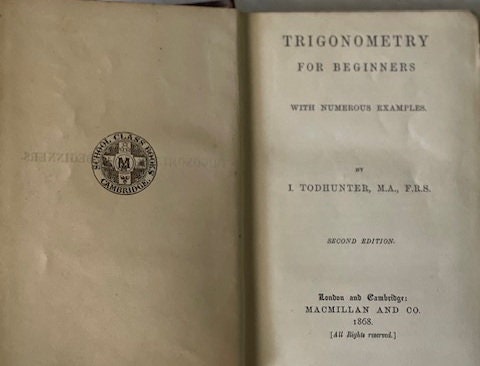 SCHOOL CLASS BOOKS
M
CAMBRIDGE.
TRIGONOMETRY
FOR BEGINNERS
WITH NUMEROUS EXAMPLES.
BY
I. TODHUNTER, M.A., F.R.S.
SECOND EDITION.
London and Cambridge:
MACMILLAN AND CO.
1868.
[All Rights reserved.]